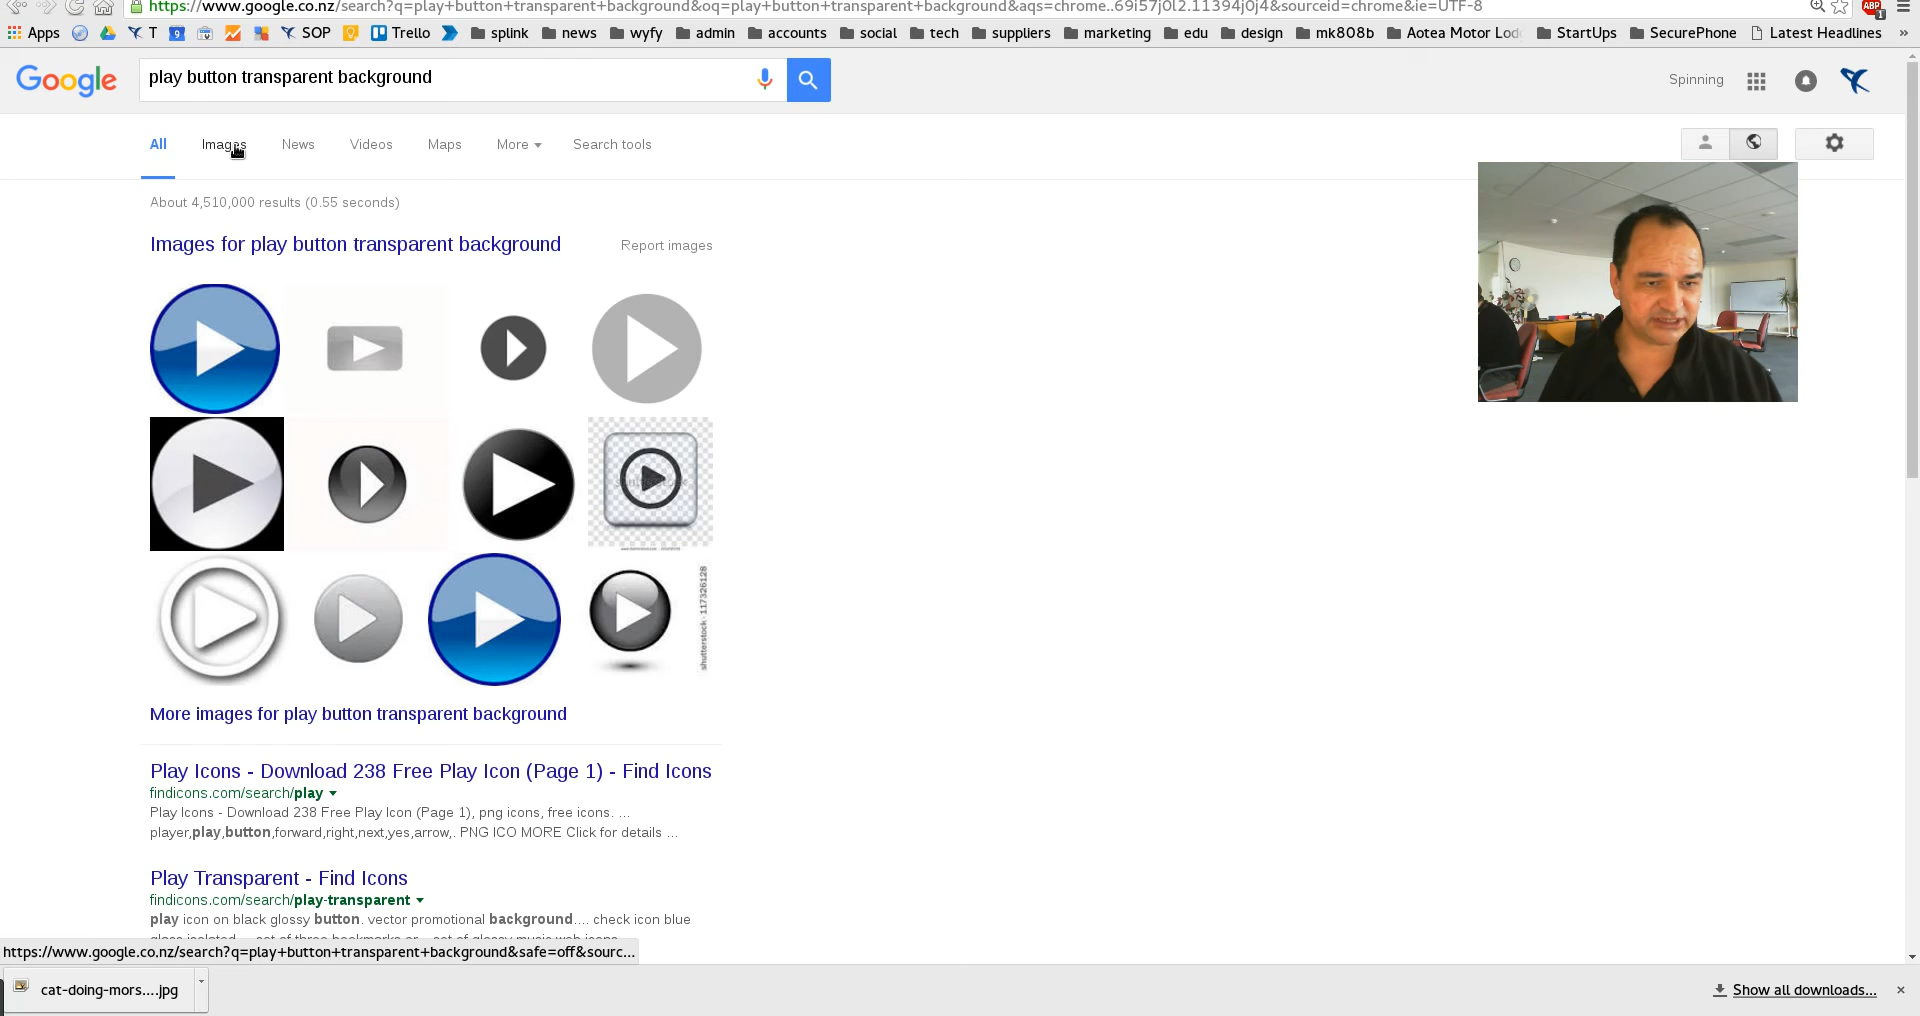 https://www.google.co.nz/search?q=play+button+transparent+background&oq=play+button+transparent+background&aqs=chrome..69i57j0l2.11394j0j4&sourceid=chrome&ie=UTF-8
ABP
1
Apps T 9 SOP Trello splink news wyfy admin accounts social tech suppliers marketing edu design mk808b Aotea Motor Lod StartUps SecurePhone Latest Headlines »
Google play button transparent background Spinning
All Images News Videos Maps More Search tools
About 4,510,000 results (0.55 seconds)
Images for play button transparent background Report images
shutterstock · 117326128
More images for play button transparent background
Play Icons - Download 238 Free Play Icon (Page 1) - Find Icons
findicons.com/search/play
Play Icons - Download 238 Free Play Icon (Page 1), png icons, free icons. ...
player,play,button,forward,right,next,yes,arrow,. PNG ICO MORE Click for details ...
Play Transparent - Find Icons
findicons.com/search/play-transparent
play icon on black glossy button. vector promotional background.... check icon blue
https://www.google.co.nz/search?q=play+button+transparent+background&safe=off&sourc...
cat-doing-mors....jpg Show all downloads... ×